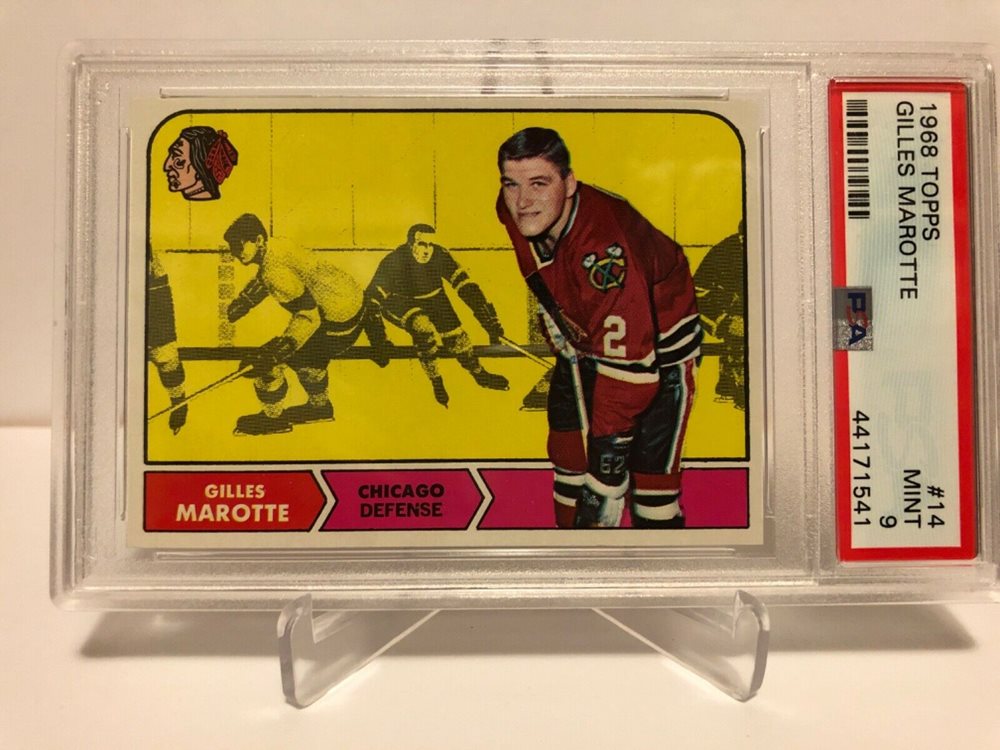 GILLES
MAROTTE
CHICAGO
DEFENSE
2
62
1968 TOPPS #14
GILLES MAROTTE MINT
9
PSA
44171541